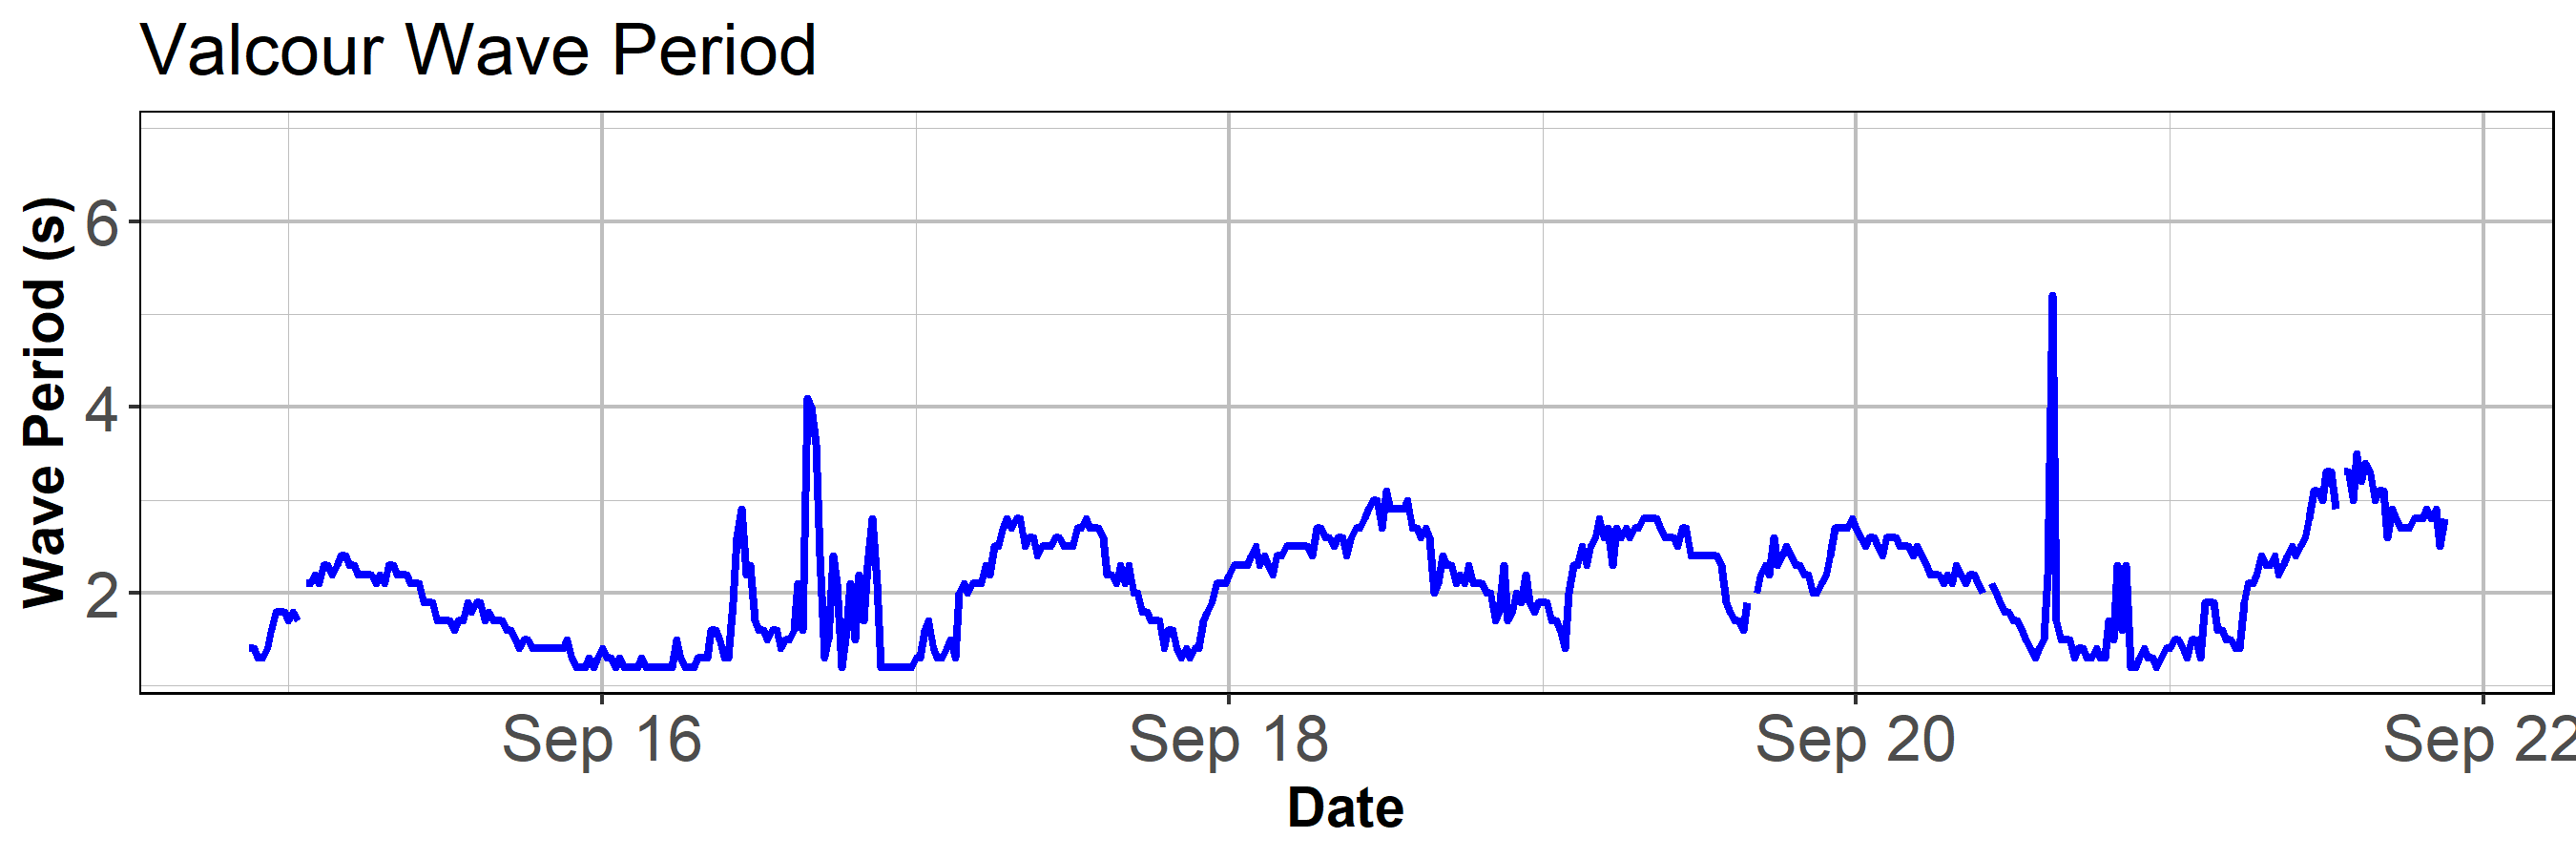 Valcour Wave Period
Wave Period (s)
6
4
2
Sep 16
Sep 18
Sep 20
Sep 22
Date